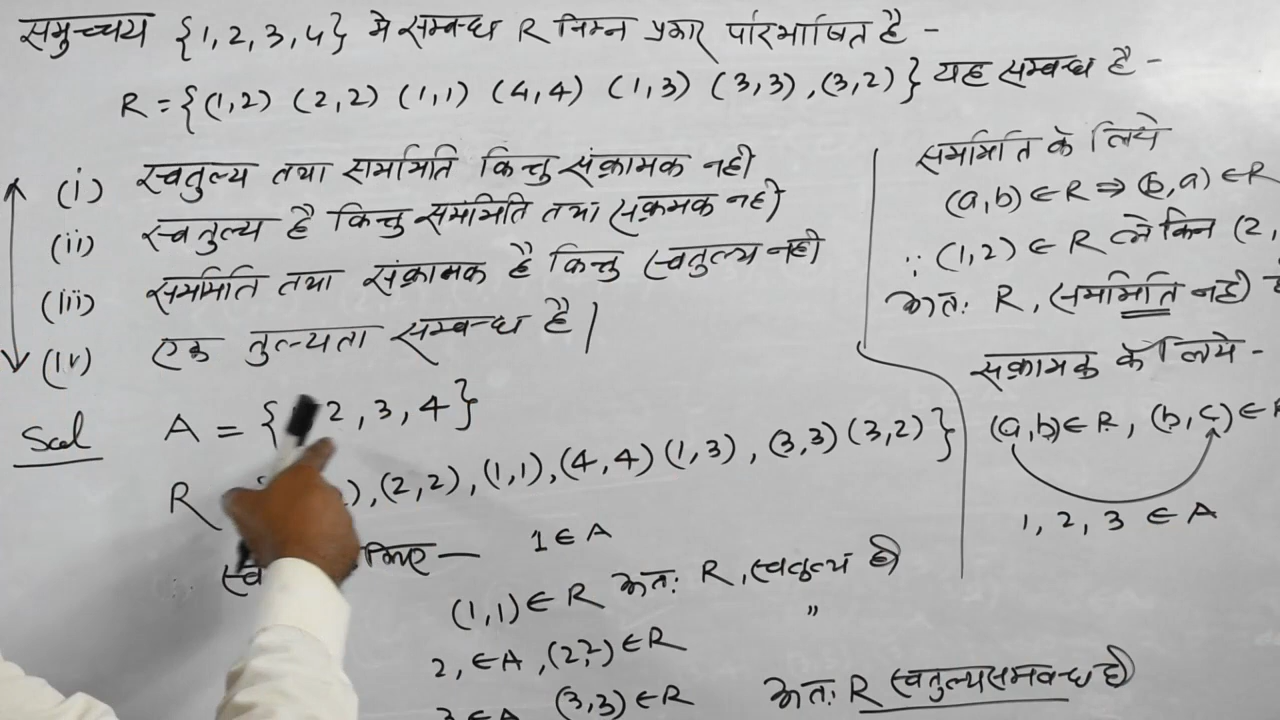 समुच्चय {1, 2, 3, 4} मे सम्बन्ध R निम्न प्रकार परिभाषित है -
R = {(1,2) (2,2) (1,1) (4,4) (1,3) (3,3), (3,2)} यह सम्बन्ध है -
(i) स्वतुल्य तथा सममिति किन्तु संक्रामक नही
(ii) स्वतुल्य है किन्तु सममिति तथा संक्रमक नही
(iii) सममिति तथा संक्रामक है किन्तु स्वतुल्य नही
(iv) एक तुल्यता सम्बन्ध है |
Sol A = { 2, 3, 4}
R ), (2,2), (1,1), (4,4) (1,3), (3,3) (3,2)}
1 ∈ A
(1,1) ∈ R अतः R, स्वतुल्य है
2, ∈ A, (2,2) ∈ R "
3 ∈ A (3,3) ∈ R
अतः R स्वतुल्य सम्बन्ध है
सममिति के लिये
(a,b) ∈ R ⇒ (b,a) ∈ R
∵ (1,2) ∈ R लेकिन (2,
अतः R, सममिति नही
सक्रामक के लिये -
(a,b) ∈ R, (b,c) ∈ R
1, 2, 3 ∈ A